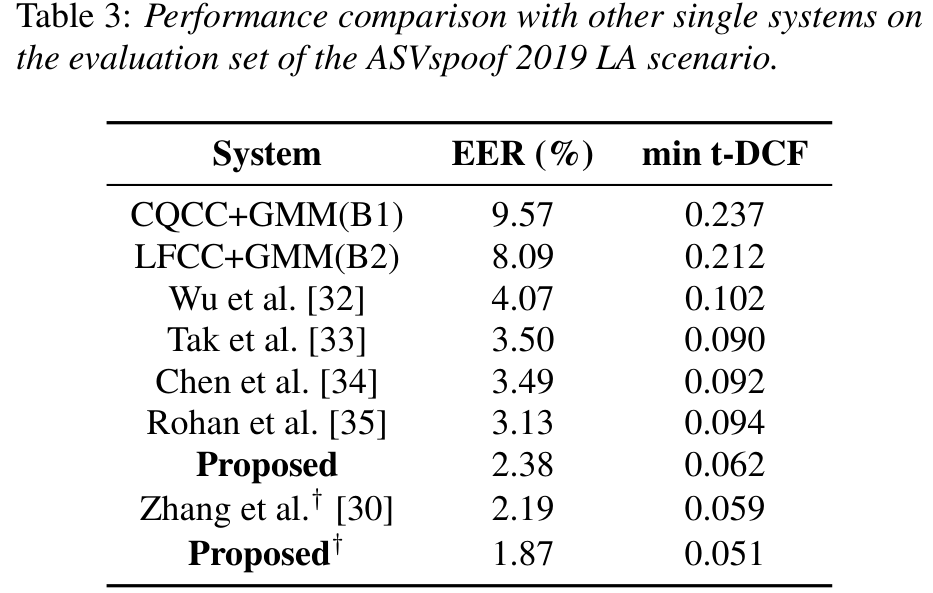 Table 3: Performance comparison with other single systems on
the evaluation set of the ASVspoof 2019 LA scenario.
System EER (%) min t-DCF
CQCC+GMM(B1) 9.57 0.237
LFCC+GMM(B2) 8.09 0.212
Wu et al. [32] 4.07 0.102
Tak et al. [33] 3.50 0.090
Chen et al. [34] 3.49 0.092
Rohan et al. [35] 3.13 0.094
Proposed 2.38 0.062
Zhang et al.† [30] 2.19 0.059
Proposed† 1.87 0.051